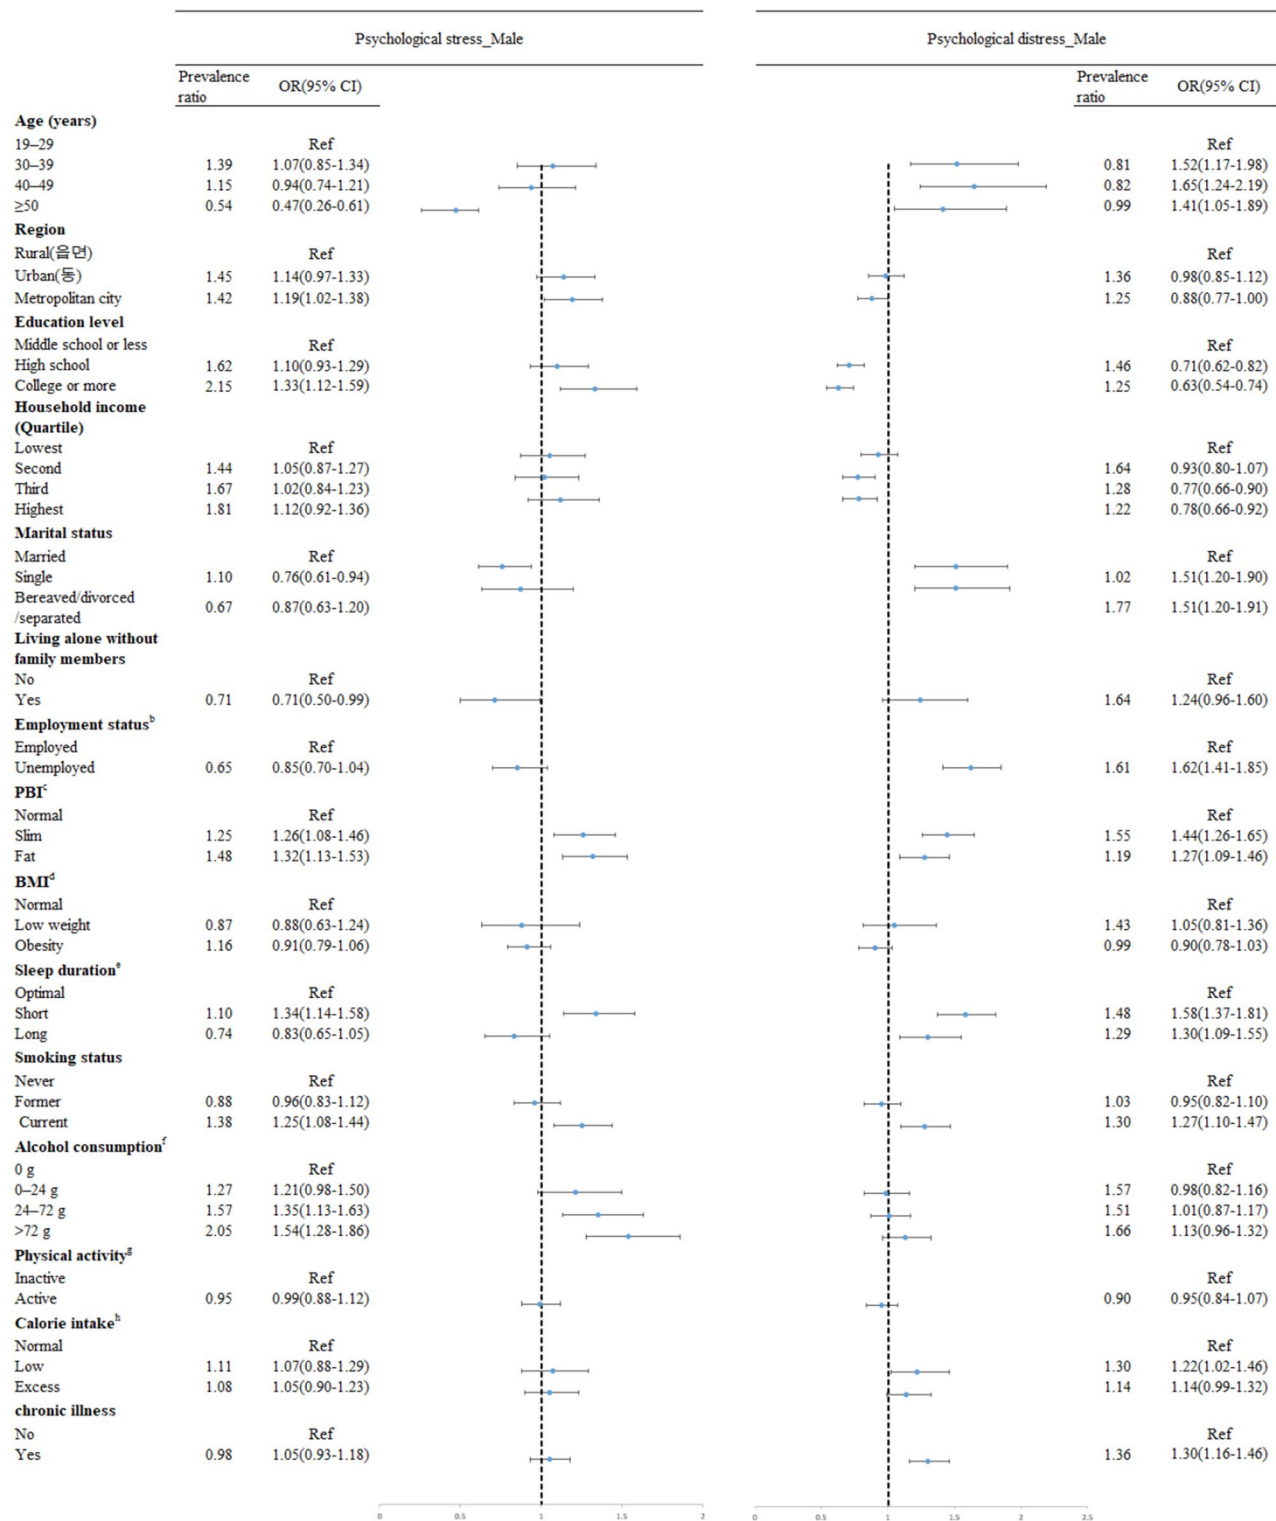 Psychological stress_Male Psychological distress_Male
Prevalence ratio OR(95% CI) Prevalence ratio OR(95% CI)
Age (years)
19–29 Ref Ref
30–39 1.39 1.07(0.85-1.34) 0.81 1.52(1.17-1.98)
40–49 1.15 0.94(0.74-1.21) 0.82 1.65(1.24-2.19)
≥50 0.54 0.47(0.26-0.61) 0.99 1.41(1.05-1.89)
Region
Rural(읍면) Ref Ref
Urban(동) 1.45 1.14(0.97-1.33) 1.36 0.98(0.85-1.12)
Metropolitan city 1.42 1.19(1.02-1.38) 1.25 0.88(0.77-1.00)
Education level
Middle school or less Ref Ref
High school 1.62 1.10(0.93-1.29) 1.46 0.71(0.62-0.82)
College or more 2.15 1.33(1.12-1.59) 1.25 0.63(0.54-0.74)
Household income
(Quartile)
Lowest Ref Ref
Second 1.44 1.05(0.87-1.27) 1.64 0.93(0.80-1.07)
Third 1.67 1.02(0.84-1.23) 1.28 0.77(0.66-0.90)
Highest 1.81 1.12(0.92-1.36) 1.22 0.78(0.66-0.92)
Marital status
Married Ref Ref
Single 1.10 0.76(0.61-0.94) 1.02 1.51(1.20-1.90)
Bereaved/divorced
/separated 0.67 0.87(0.63-1.20) 1.77 1.51(1.20-1.91)
Living alone without
family members
No Ref Ref
Yes 0.71 0.71(0.50-0.99) 1.64 1.24(0.96-1.60)
Employment status^b
Employed Ref Ref
Unemployed 0.65 0.85(0.70-1.04) 1.61 1.62(1.41-1.85)
PBI^c
Normal Ref Ref
Slim 1.25 1.26(1.08-1.46) 1.55 1.44(1.26-1.65)
Fat 1.48 1.32(1.13-1.53) 1.19 1.27(1.09-1.46)
BMI^d
Normal Ref Ref
Low weight 0.87 0.88(0.63-1.24) 1.43 1.05(0.81-1.36)
Obesity 1.16 0.91(0.79-1.06) 0.99 0.90(0.78-1.03)
Sleep duration^e
Optimal Ref Ref
Short 1.10 1.34(1.14-1.58) 1.48 1.58(1.37-1.81)
Long 0.74 0.83(0.65-1.05) 1.29 1.30(1.09-1.55)
Smoking status
Never Ref Ref
Former 0.88 0.96(0.83-1.12) 1.03 0.95(0.82-1.10)
Current 1.38 1.25(1.08-1.44) 1.30 1.27(1.10-1.47)
Alcohol consumption^f
0 g Ref Ref
0–24 g 1.27 1.21(0.98-1.50) 1.57 0.98(0.82-1.16)
24–72 g 1.57 1.35(1.13-1.63) 1.51 1.01(0.87-1.17)
>72 g 2.05 1.54(1.28-1.86) 1.66 1.13(0.96-1.32)
Physical activity^g
Inactive Ref Ref
Active 0.95 0.99(0.88-1.12) 0.90 0.95(0.84-1.07)
Calorie intake^h
Normal Ref Ref
Low 1.11 1.07(0.88-1.29) 1.30 1.22(1.02-1.46)
Excess 1.08 1.05(0.90-1.23) 1.14 1.14(0.99-1.32)
chronic illness
No Ref Ref
Yes 0.98 1.05(0.93-1.18) 1.36 1.30(1.16-1.46)
0 0.5 1 1.5 2 0 0.5 1 1.5 2 2.5